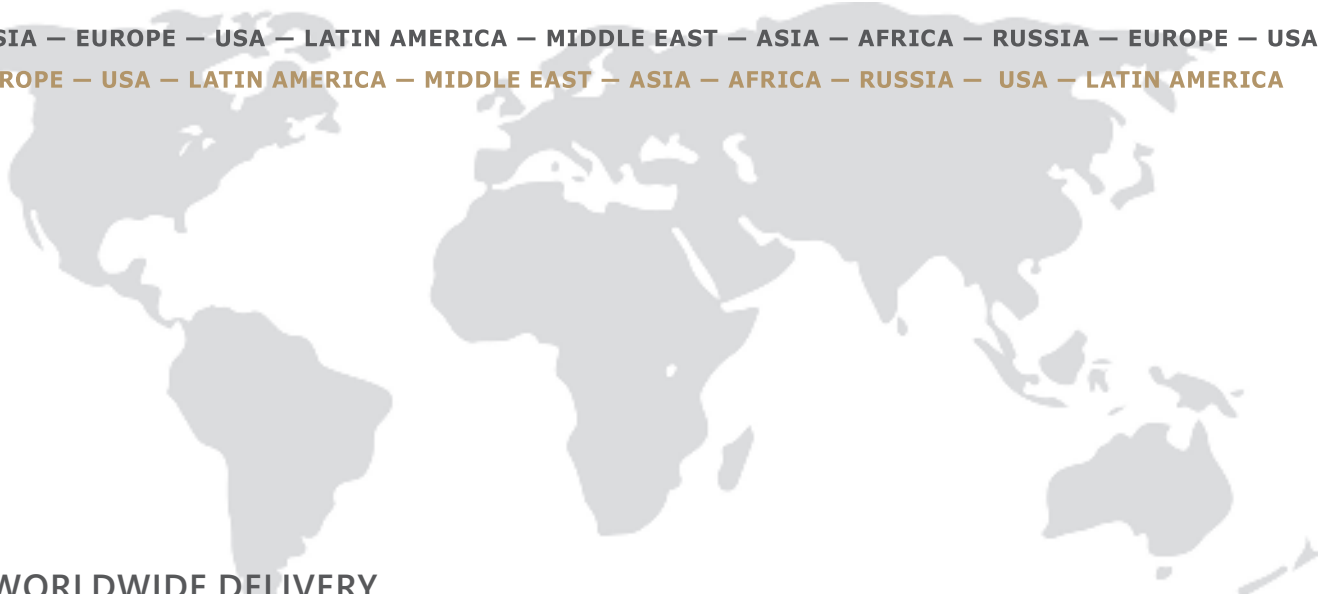 SIA — EUROPE — USA — LATIN AMERICA — MIDDLE EAST — ASIA — AFRICA — RUSSIA — EUROPE — USA
ROPE — USA — LATIN AMERICA — MIDDLE EAST — ASIA — AFRICA — RUSSIA — USA — LATIN AMERICA
WORLDWIDE DELIVERY